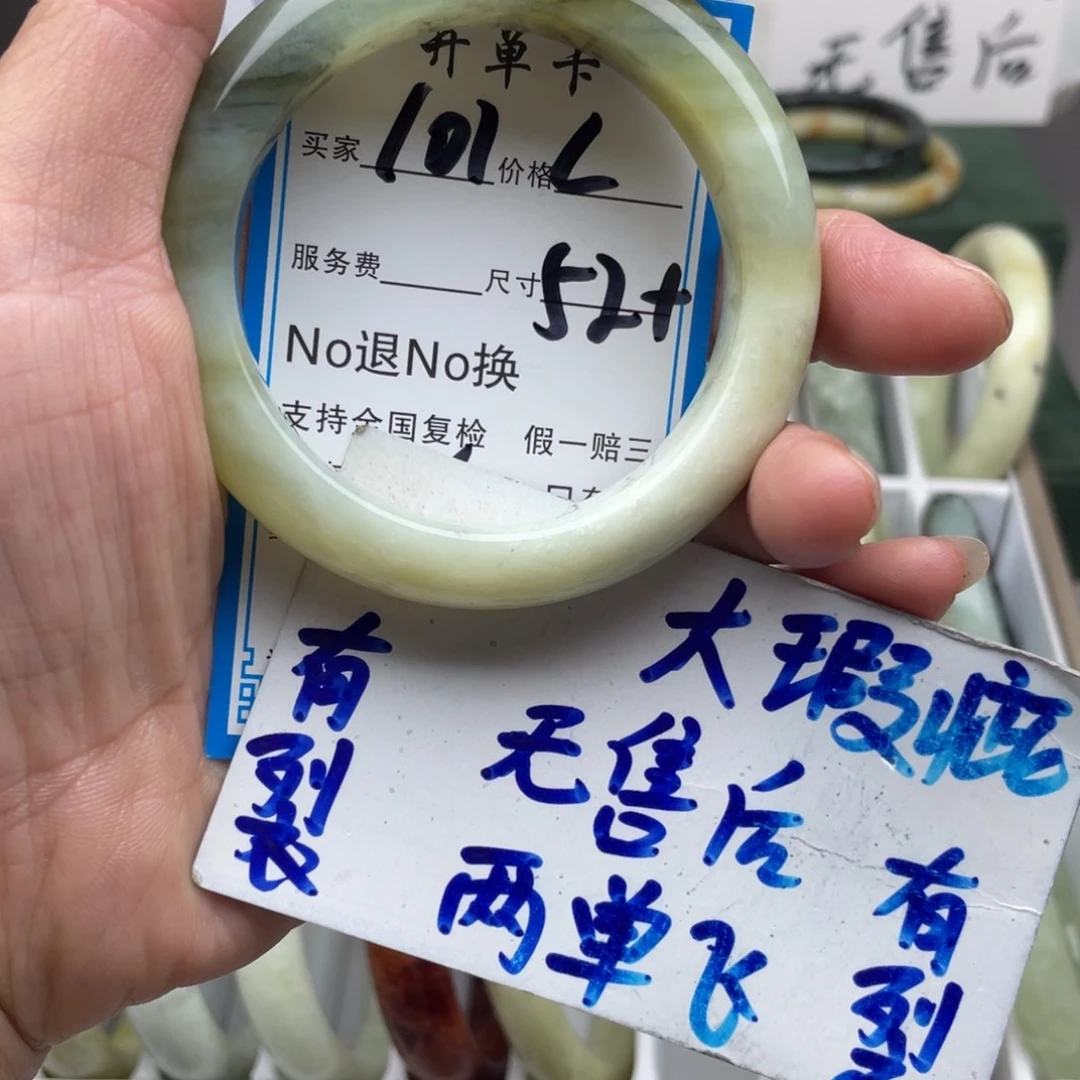 无售后
开单卡
买家 101 价格 L
服务费 尺寸 52+
No退No换
支持全国复检 假一赔三
有裂
大瑕疵
无售后
两单飞
有裂